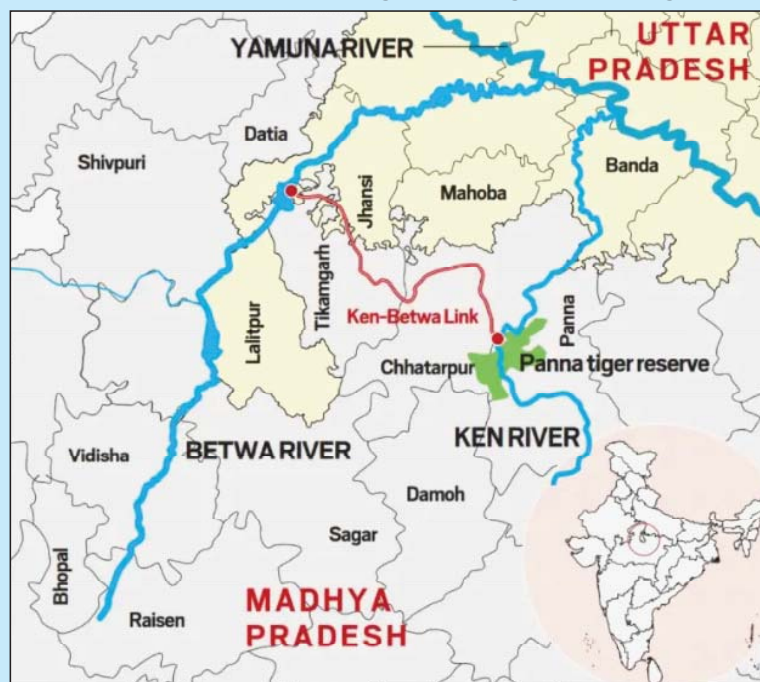 YAMUNA RIVER
UTTAR
PRADESH
Datia
Shivpuri
Jhansi
Mahoba
Banda
Tikamgarh
Lalitpur
Ken-Betwa Link
Panna
Chhatarpur
Panna tiger reserve
BETWA RIVER
KEN RIVER
Vidisha
Damoh
Sagar
Bhopal
Raisen
MADHYA
PRADESH